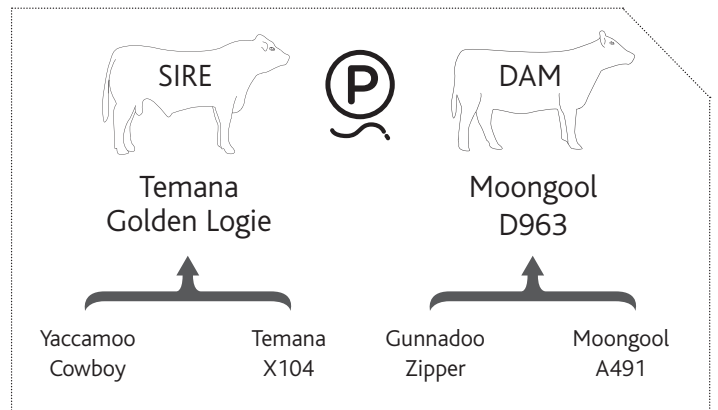 SIRE
P
DAM
Temana
Golden Logie
Moongool
D963
Yaccamoo
Cowboy
Temana
X104
Gunnadoo
Zipper
Moongool
A491